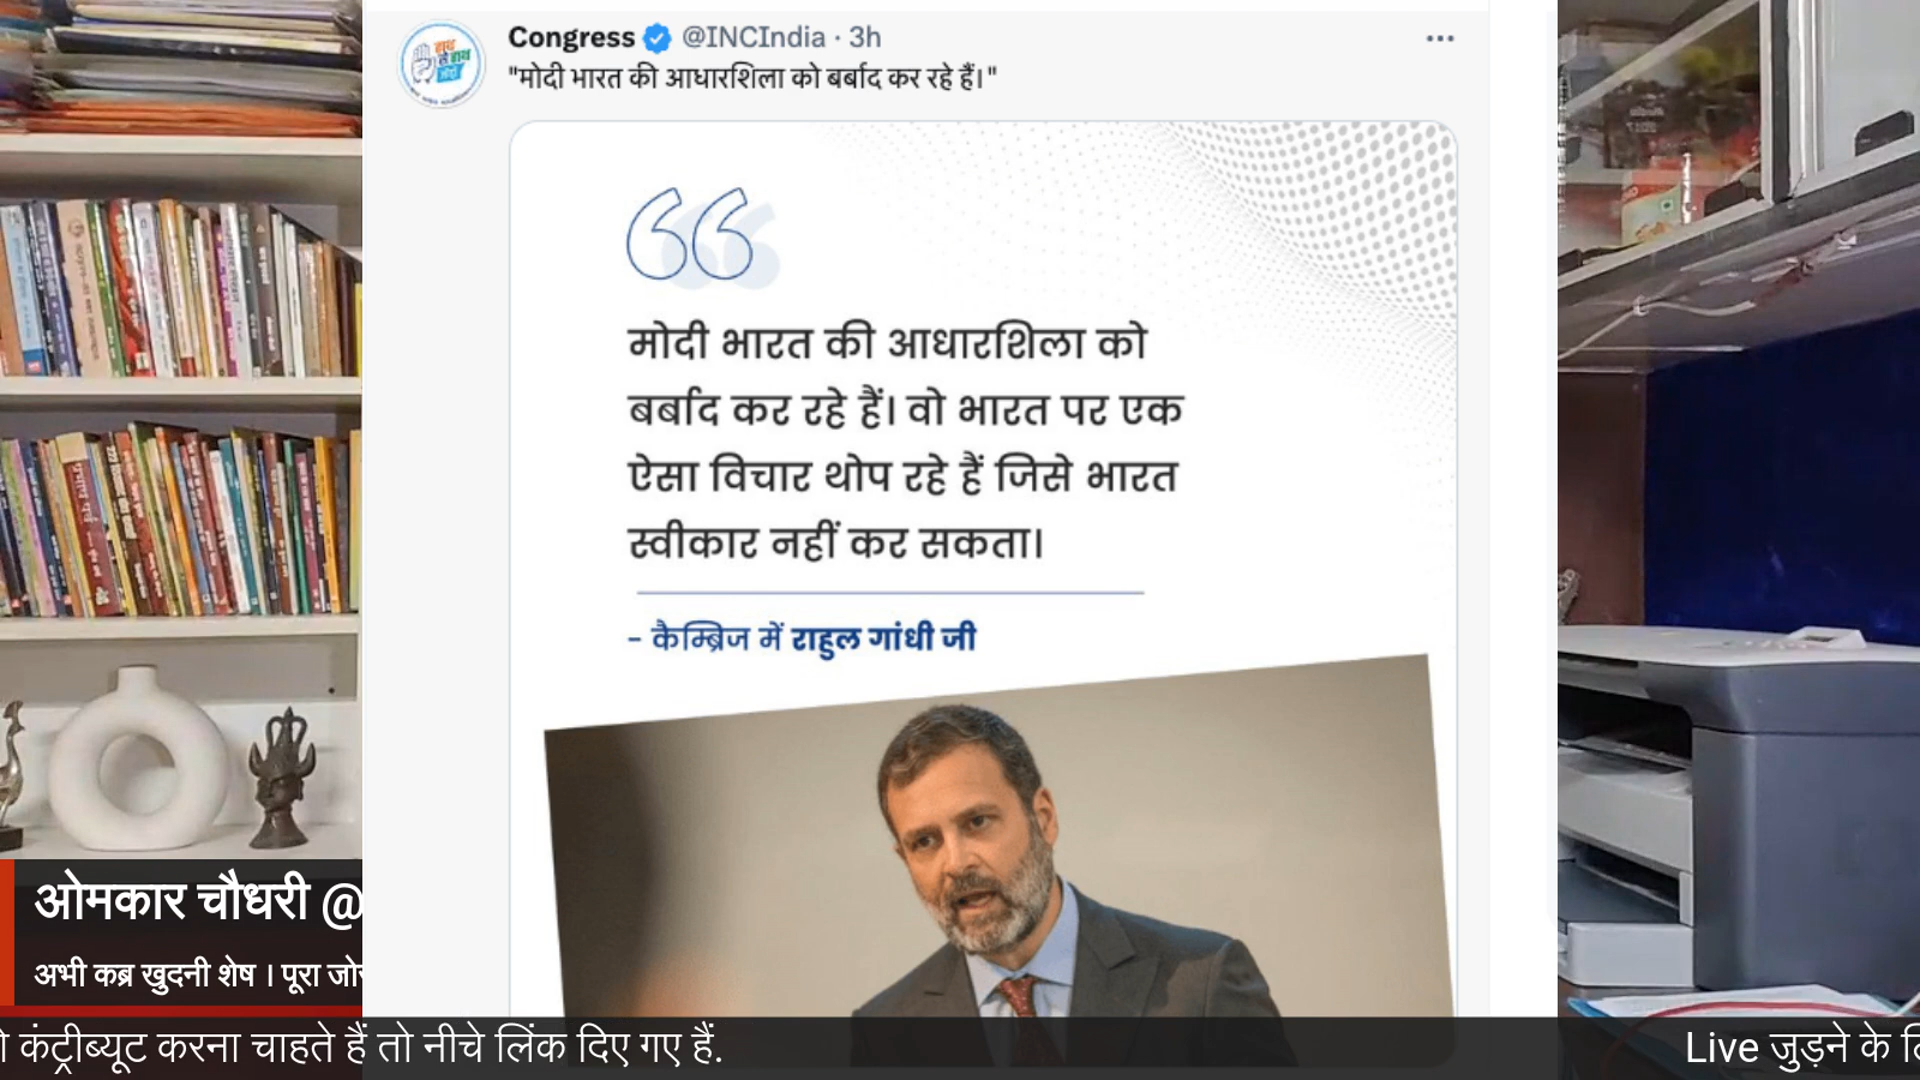 Congress @INCIndia · 3h
"मोदी भारत की आधारशिला को बर्बाद कर रहे हैं।"
मोदी भारत की आधारशिला को
बर्बाद कर रहे हैं। वो भारत पर एक
ऐसा विचार थोप रहे हैं जिसे भारत
स्वीकार नहीं कर सकता।
- कैम्ब्रिज में राहुल गांधी जी
ओमकार चौधरी @
अभी कब्र खुदनी शेष । पूरा
कंट्रीब्यूट करना चाहते हैं तो नीचे लिंक दिए गए हैं.
Live जुड़ने के